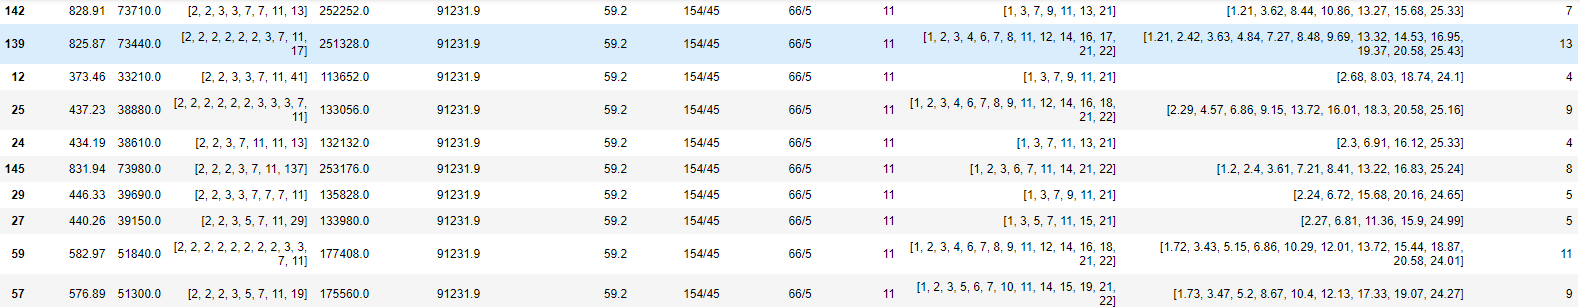 142 828.91 73710.0 [2, 2, 3, 3, 7, 7, 11, 13] 252252.0 91231.9 59.2 154/45 66/5 11 [1, 3, 7, 9, 11, 13, 21] [1.21, 3.62, 8.44, 10.86, 13.27, 15.68, 25.33] 7
139 825.87 73440.0 [2, 2, 2, 2, 2, 2, 3, 7, 11, 17] 251328.0 91231.9 59.2 154/45 66/5 11 [1, 2, 3, 4, 6, 7, 8, 11, 12, 14, 16, 17, 21, 22] [1.21, 2.42, 3.63, 4.84, 7.27, 8.48, 9.69, 13.32, 14.53, 16.95, 19.37, 20.58, 25.43] 13
12 373.46 33210.0 [2, 2, 3, 3, 7, 11, 41] 113652.0 91231.9 59.2 154/45 66/5 11 [1, 3, 7, 9, 11, 21] [2.68, 8.03, 18.74, 24.1] 4
25 437.23 38880.0 [2, 2, 2, 2, 2, 2, 3, 3, 3, 7, 11] 133056.0 91231.9 59.2 154/45 66/5 11 [1, 2, 3, 4, 6, 7, 8, 9, 11, 12, 14, 16, 18, 21, 22] [2.29, 4.57, 6.86, 9.15, 13.72, 16.01, 18.3, 20.58, 25.16] 9
24 434.19 38610.0 [2, 2, 3, 7, 11, 11, 13] 132132.0 91231.9 59.2 154/45 66/5 11 [1, 3, 7, 11, 13, 21] [2.3, 6.91, 16.12, 25.33] 4
145 831.94 73980.0 [2, 2, 2, 3, 7, 11, 137] 253176.0 91231.9 59.2 154/45 66/5 11 [1, 2, 3, 6, 7, 11, 14, 21, 22] [1.2, 2.4, 3.61, 7.21, 8.41, 13.22, 16.83, 25.24] 8
29 446.33 39690.0 [2, 2, 3, 3, 7, 7, 7, 11] 135828.0 91231.9 59.2 154/45 66/5 11 [1, 3, 7, 9, 11, 21] [2.24, 6.72, 15.68, 20.16, 24.65] 5
27 440.26 39150.0 [2, 2, 3, 5, 7, 11, 29] 133980.0 91231.9 59.2 154/45 66/5 11 [1, 3, 5, 7, 11, 15, 21] [2.27, 6.81, 11.36, 15.9, 24.99] 5
59 582.97 51840.0 [2, 2, 2, 2, 2, 2, 2, 2, 3, 3, 7, 11] 177408.0 91231.9 59.2 154/45 66/5 11 [1, 2, 3, 4, 6, 7, 8, 9, 11, 12, 14, 16, 18, 21, 22] [1.72, 3.43, 5.15, 6.86, 10.29, 12.01, 13.72, 15.44, 18.87, 20.58, 24.01] 11
57 576.89 51300.0 [2, 2, 2, 3, 5, 7, 11, 19] 175560.0 91231.9 59.2 154/45 66/5 11 [1, 2, 3, 5, 6, 7, 10, 11, 14, 15, 19, 21, 22] [1.73, 3.47, 5.2, 8.67, 10.4, 12.13, 17.33, 19.07, 24.27] 9